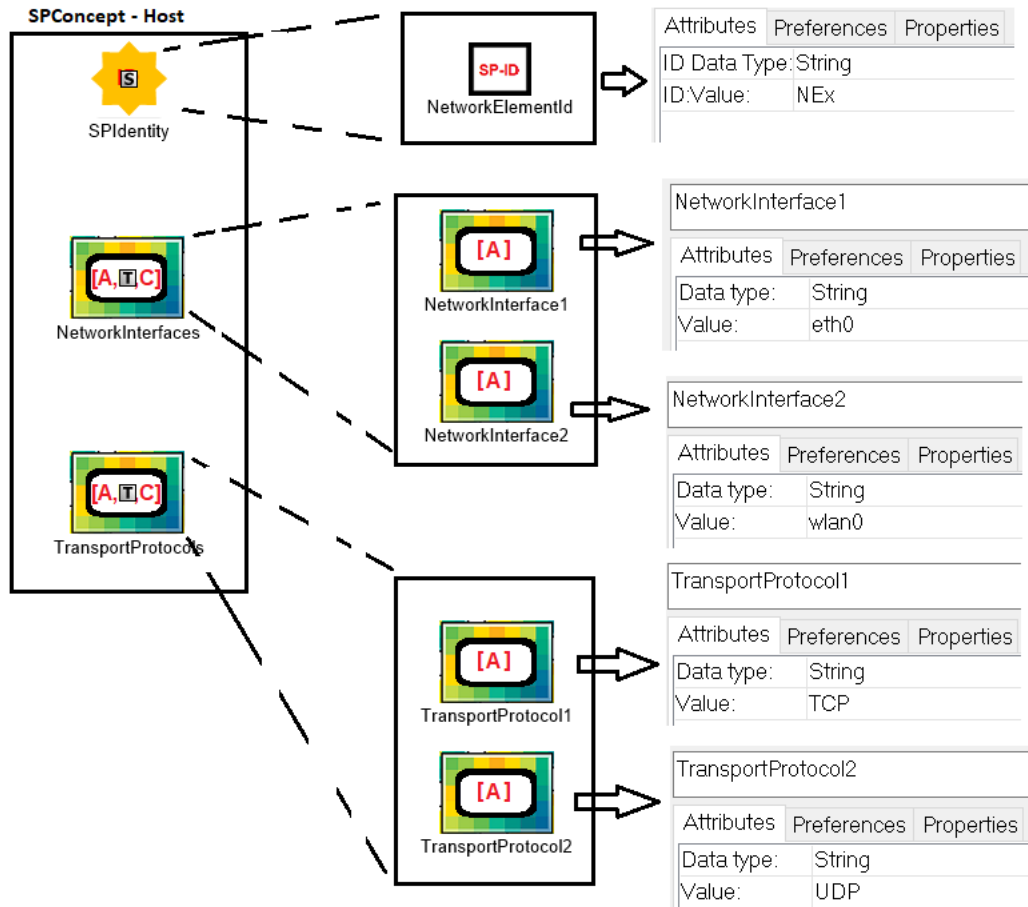 SPConcept - Host
S
SPIdentity
[A,T,C]
NetworkInterfaces
[A,T,C]
TransportProtocols
SP-ID
NetworkElementId
Attributes Preferences Properties
ID Data Type: String
ID:Value: NEx
[A]
NetworkInterface1
[A]
NetworkInterface2
NetworkInterface1
Attributes Preferences Properties
Data type: String
Value: eth0
NetworkInterface2
Attributes Preferences Properties
Data type: String
Value: wlan0
[A]
TransportProtocol1
[A]
TransportProtocol2
TransportProtocol1
Attributes Preferences Properties
Data type: String
Value: TCP
TransportProtocol2
Attributes Preferences Properties
Data type: String
Value: UDP